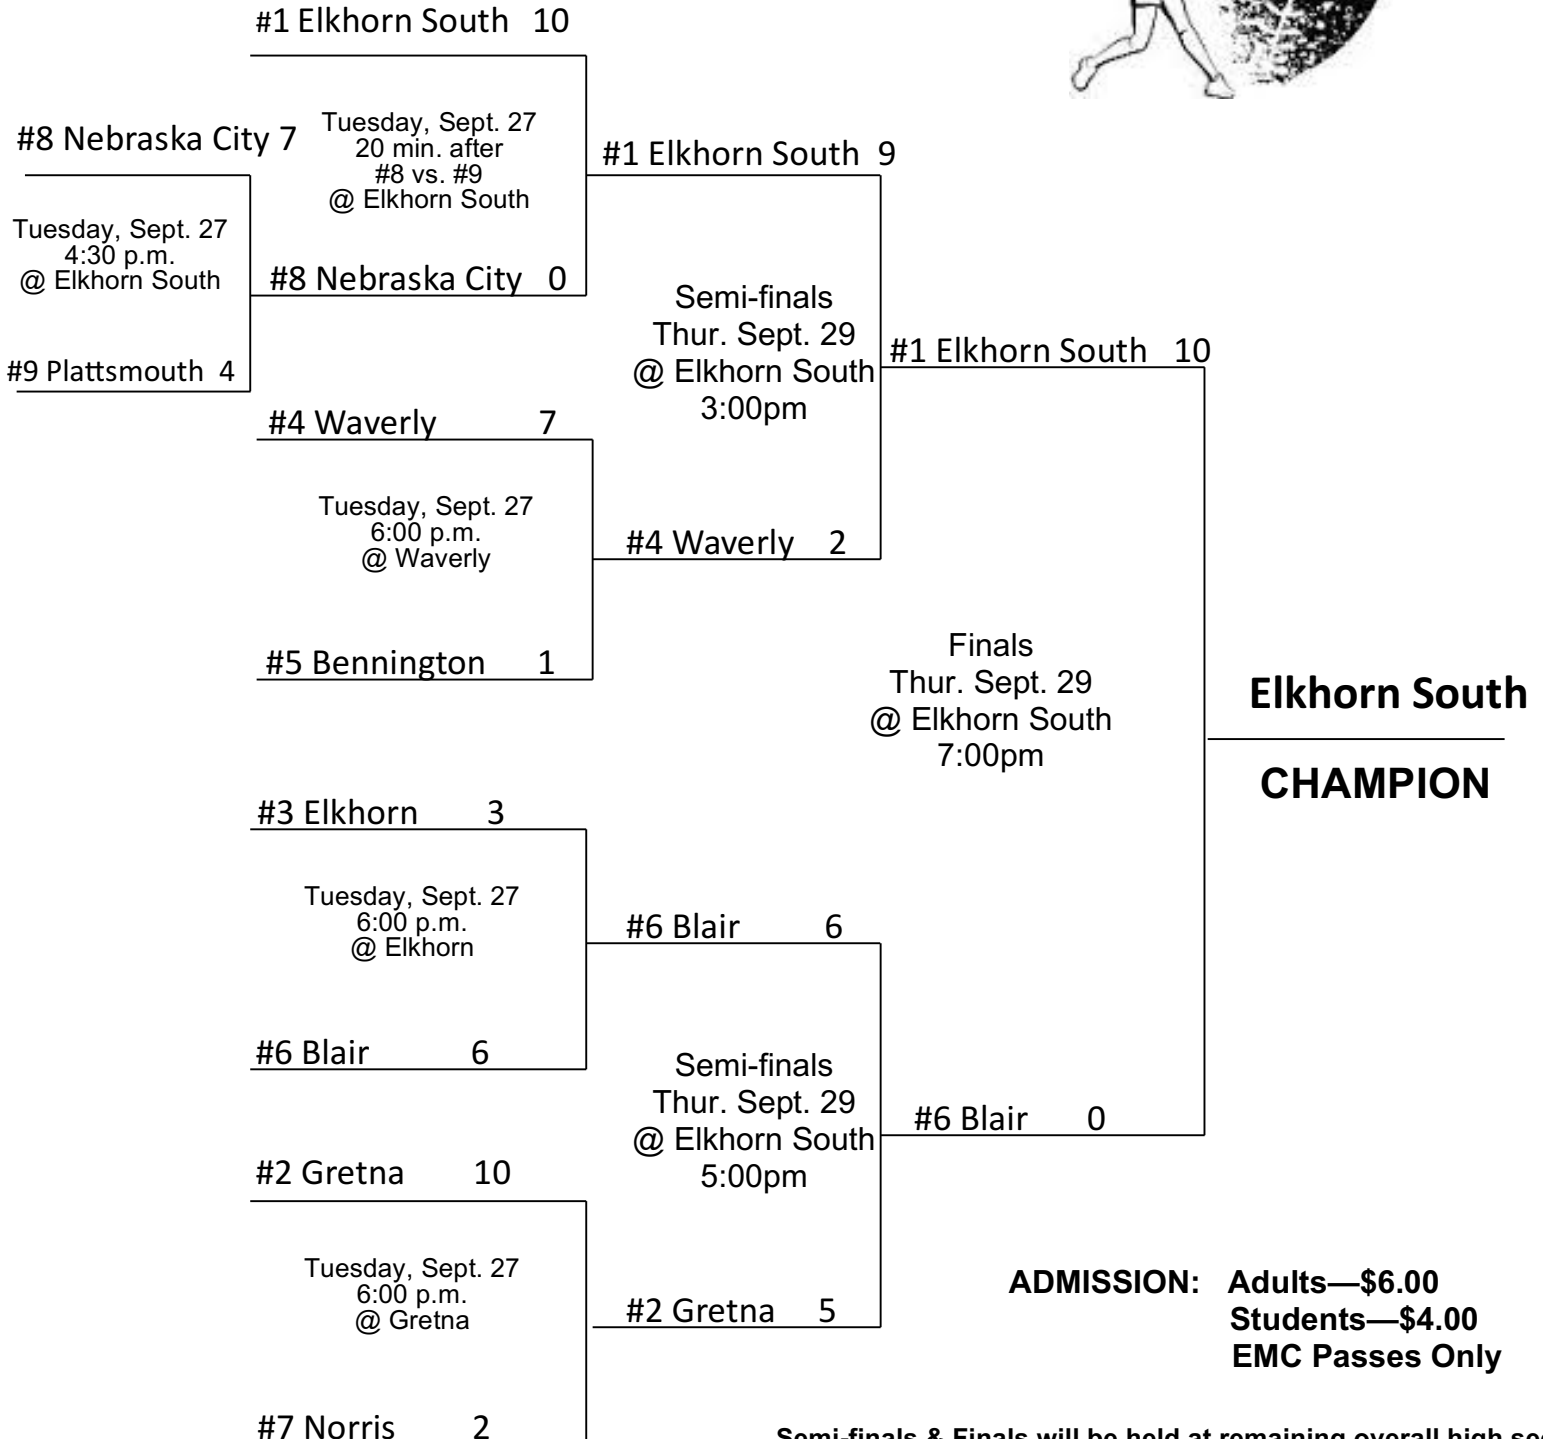 #1 Elkhorn South 10
#8 Nebraska City 7
Tuesday, Sept. 27
20 min. after
#8 vs. #9
@ Elkhorn South
#1 Elkhorn South 9
Tuesday, Sept. 27
4:30 p.m.
@ Elkhorn South
#8 Nebraska City 0
#9 Plattsmouth 4
Semi-finals
Thur. Sept. 29
@ Elkhorn South
3:00pm
#1 Elkhorn South 10
#4 Waverly 7
Tuesday, Sept. 27
6:00 p.m.
@ Waverly
#4 Waverly 2
#5 Bennington 1
Finals
Thur. Sept. 29
@ Elkhorn South
7:00pm
Elkhorn South
CHAMPION
#3 Elkhorn 3
Tuesday, Sept. 27
6:00 p.m.
@ Elkhorn
#6 Blair 6
#6 Blair 6
Semi-finals
Thur. Sept. 29
@ Elkhorn South
5:00pm
#6 Blair 0
#2 Gretna 10
Tuesday, Sept. 27
6:00 p.m.
@ Gretna
#2 Gretna 5
ADMISSION: Adults—$6.00
Students—$4.00
EMC Passes Only
#7 Norris 2
Semi-finals & Finals will be held at remaining overall high